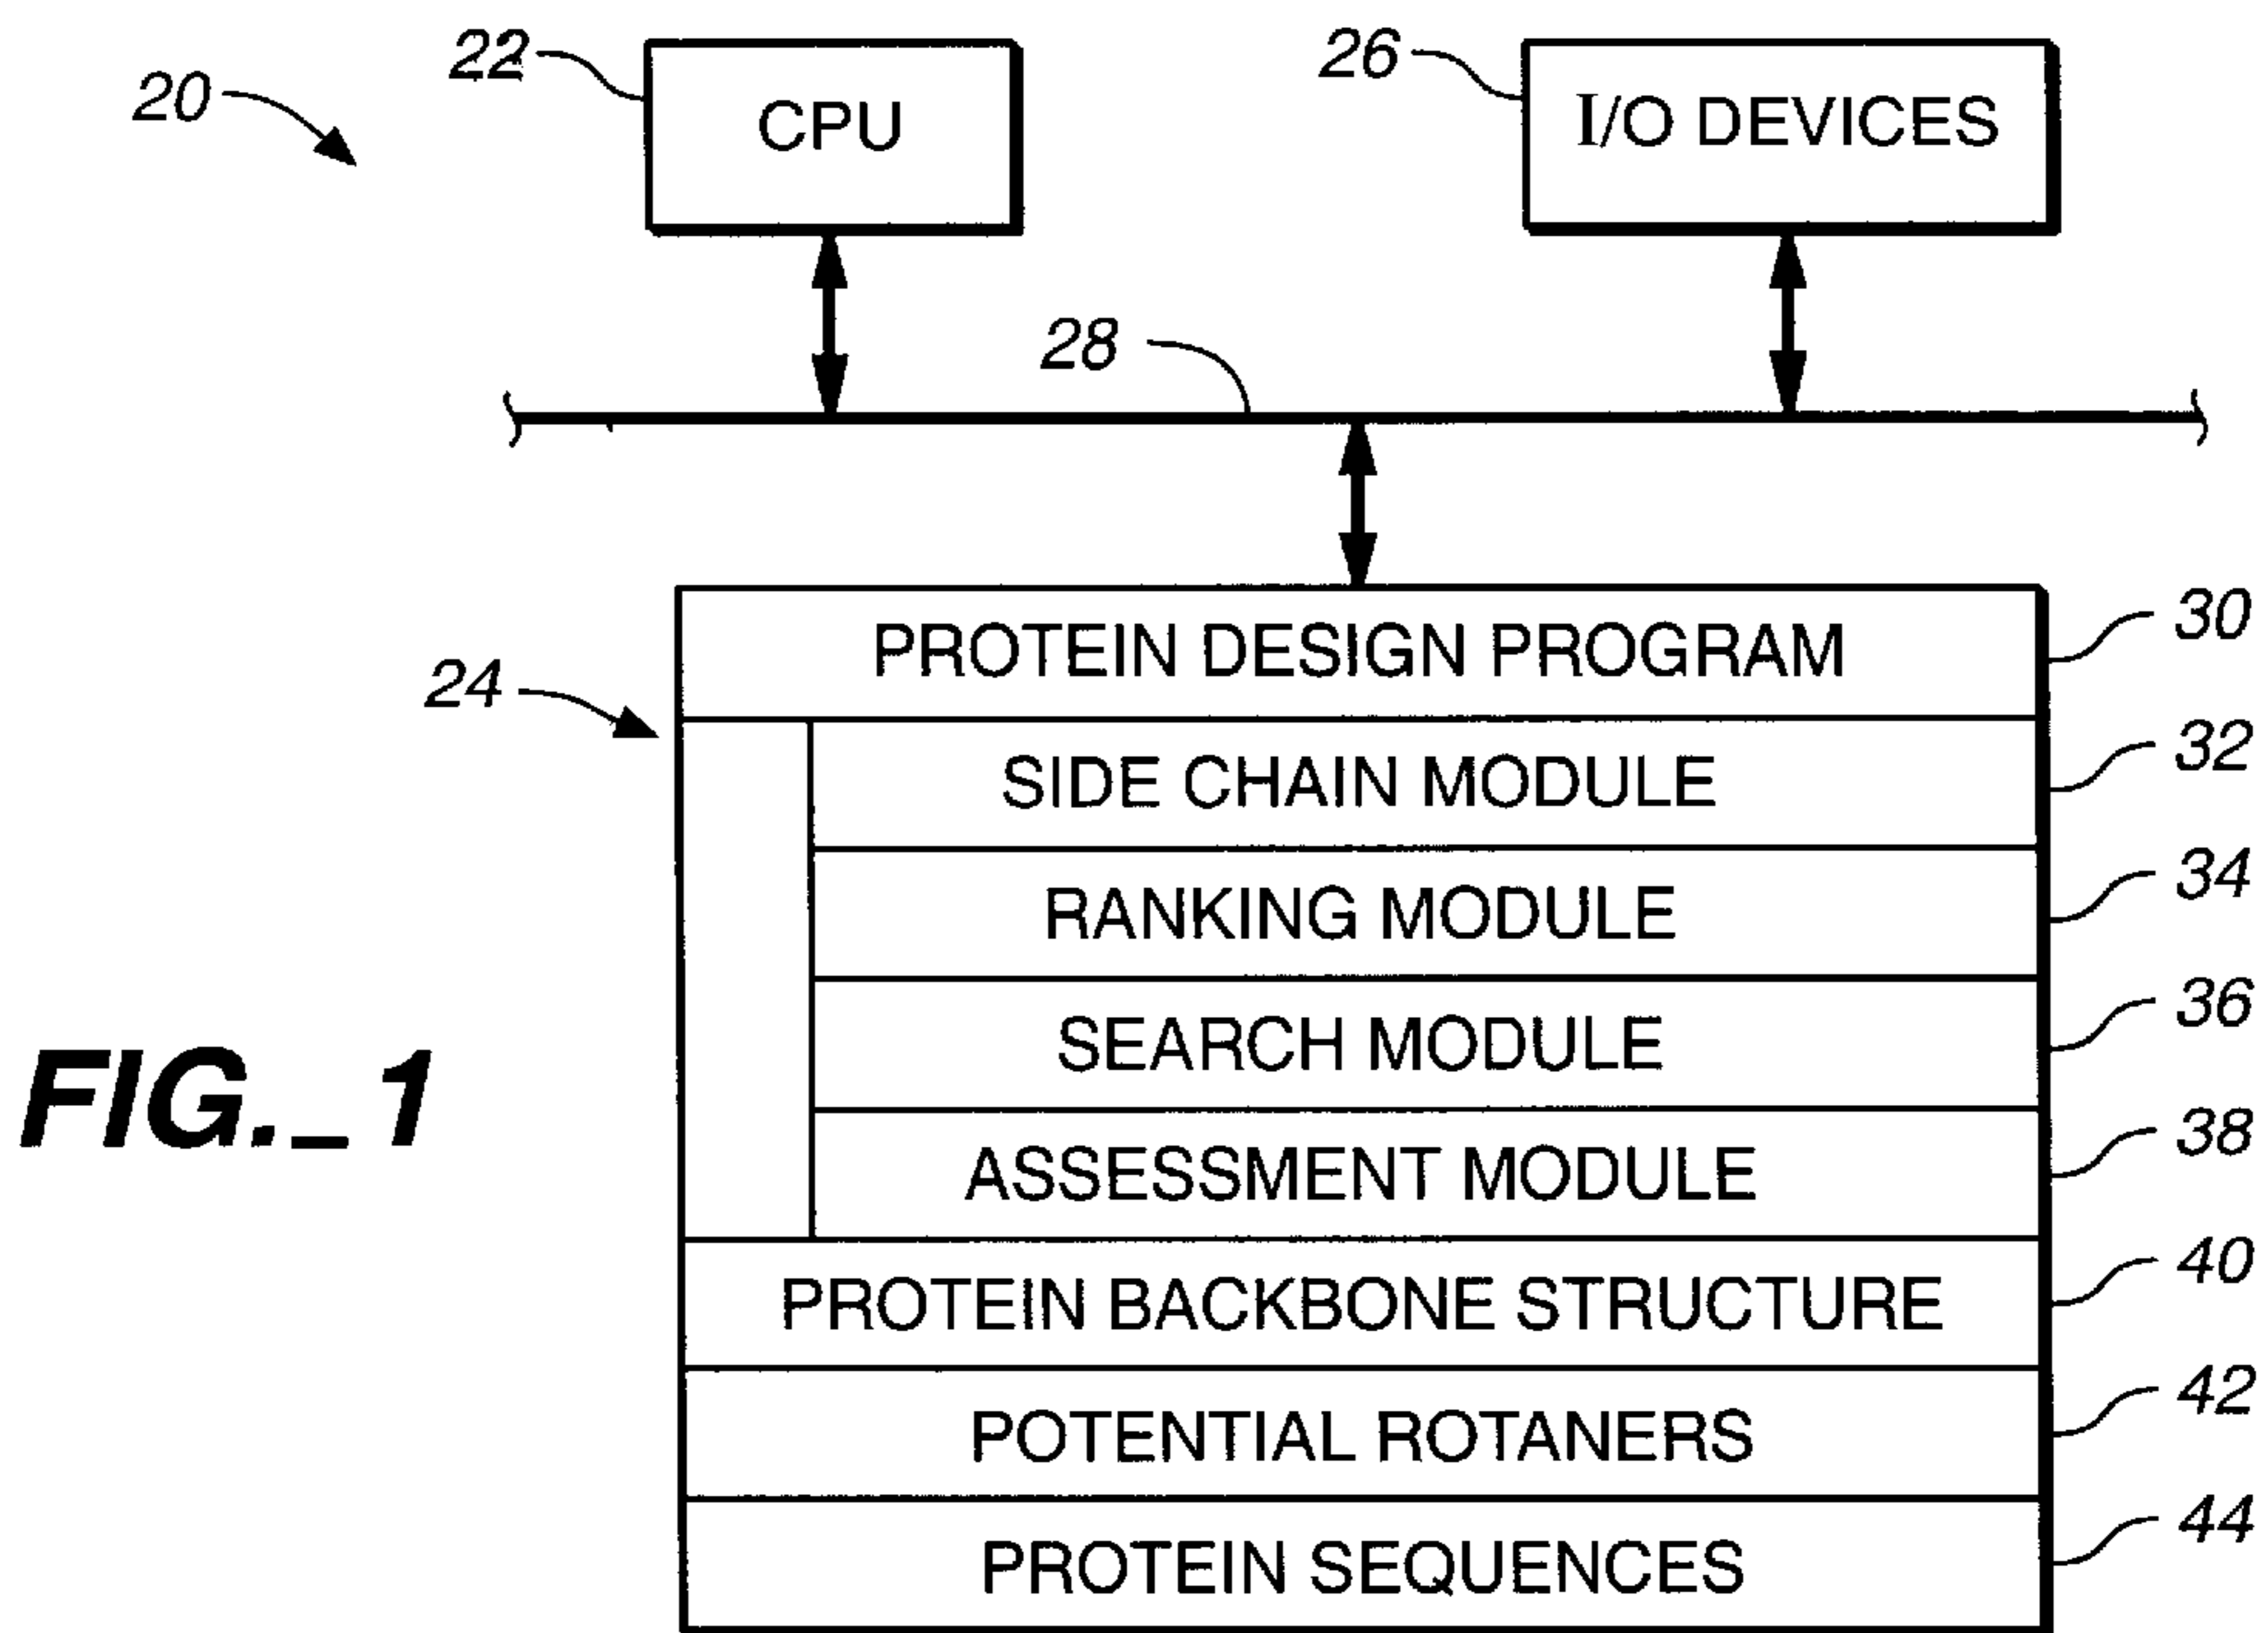 20
22
CPU
26
I/O DEVICES
28
24
PROTEIN DESIGN PROGRAM 30
SIDE CHAIN MODULE 32
RANKING MODULE 34
SEARCH MODULE 36
ASSESSMENT MODULE 38
PROTEIN BACKBONE STRUCTURE 40
POTENTIAL ROTANERS 42
PROTEIN SEQUENCES 44
FIG._1